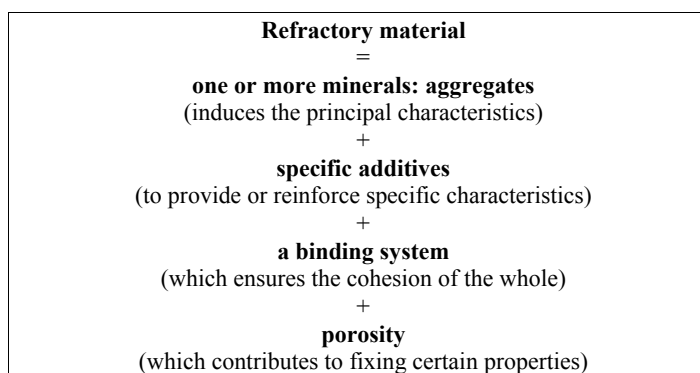 Refractory material
=
one or more minerals: aggregates
(induces the principal characteristics)
+
specific additives
(to provide or reinforce specific characteristics)
+
a binding system
(which ensures the cohesion of the whole)
+
porosity
(which contributes to fixing certain properties)